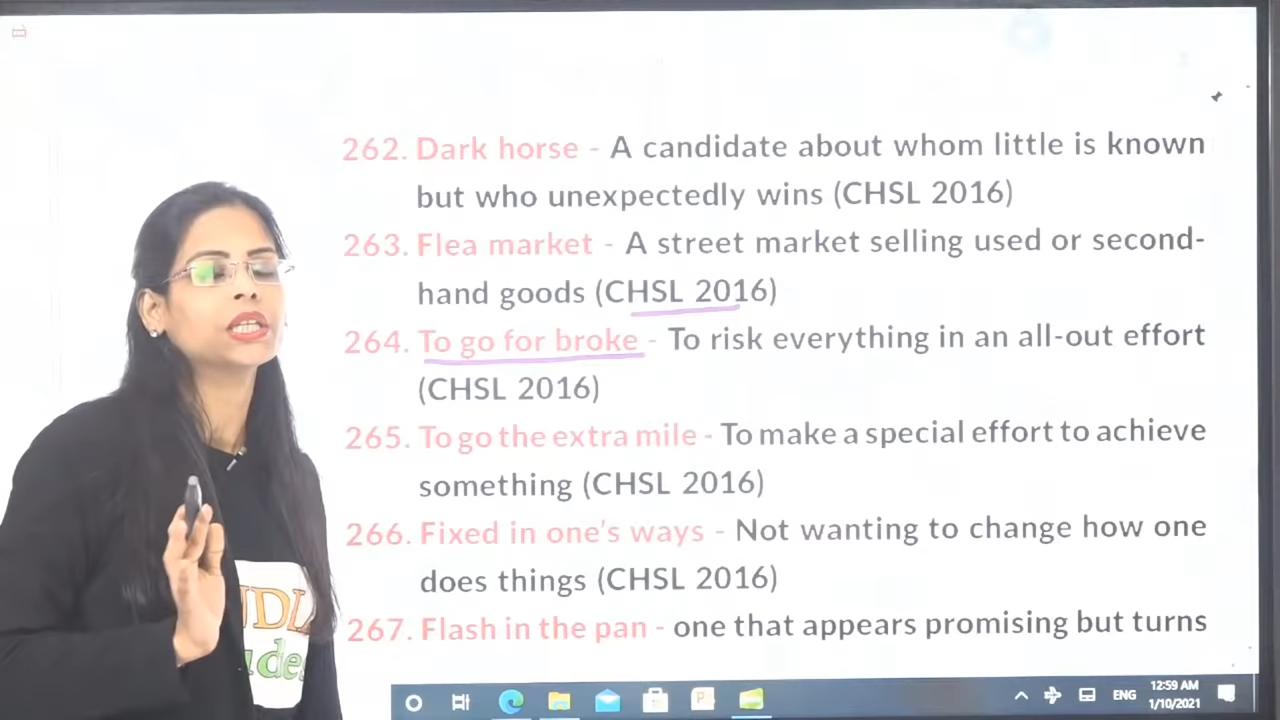 262. Dark horse - A candidate about whom little is known
but who unexpectedly wins (CHSL 2016)
263. Flea market - A street market selling used or second-
hand goods (CHSL 2016)
264. To go for broke - To risk everything in an all-out effort
(CHSL 2016)
265. To go the extra mile - To make a special effort to achieve
something (CHSL 2016)
266. Fixed in one's ways - Not wanting to change how one
does things (CHSL 2016)
267. Flash in the pan - one that appears promising but turns
ENG
12:59 AM
1/10/2021